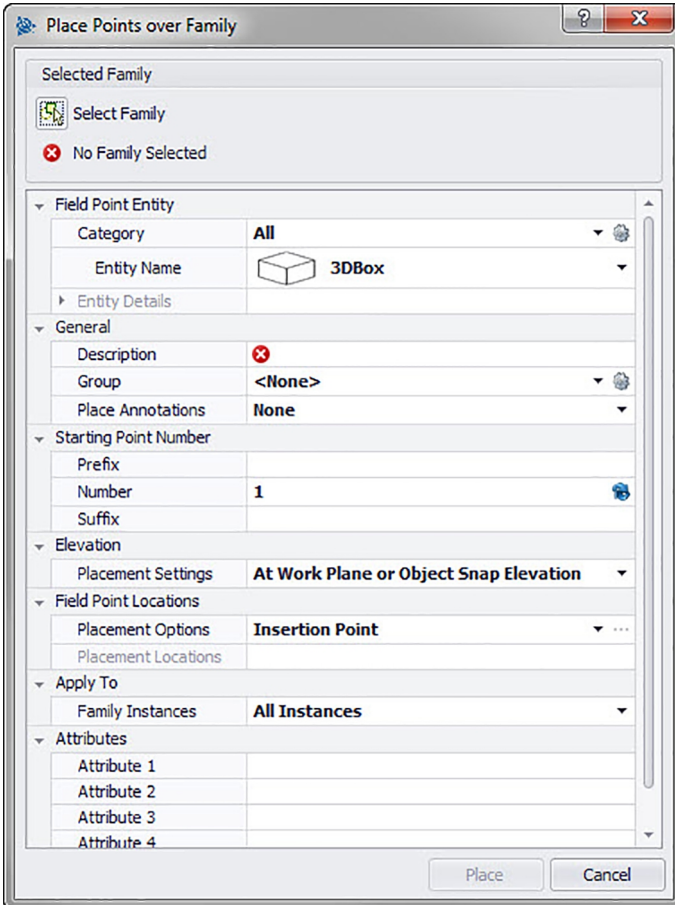 Place Points over Family
?
Selected Family
Select Family
No Family Selected
Field Point Entity
Category All
Entity Name 3DBox
Entity Details
General
Description
Group <None>
Place Annotations None
Starting Point Number
Prefix
Number 1
Suffix
Elevation
Placement Settings At Work Plane or Object Snap Elevation
Field Point Locations
Placement Options Insertion Point ...
Placement Locations
Apply To
Family Instances All Instances
Attributes
Attribute 1
Attribute 2
Attribute 3
Attribute 4
Place Cancel